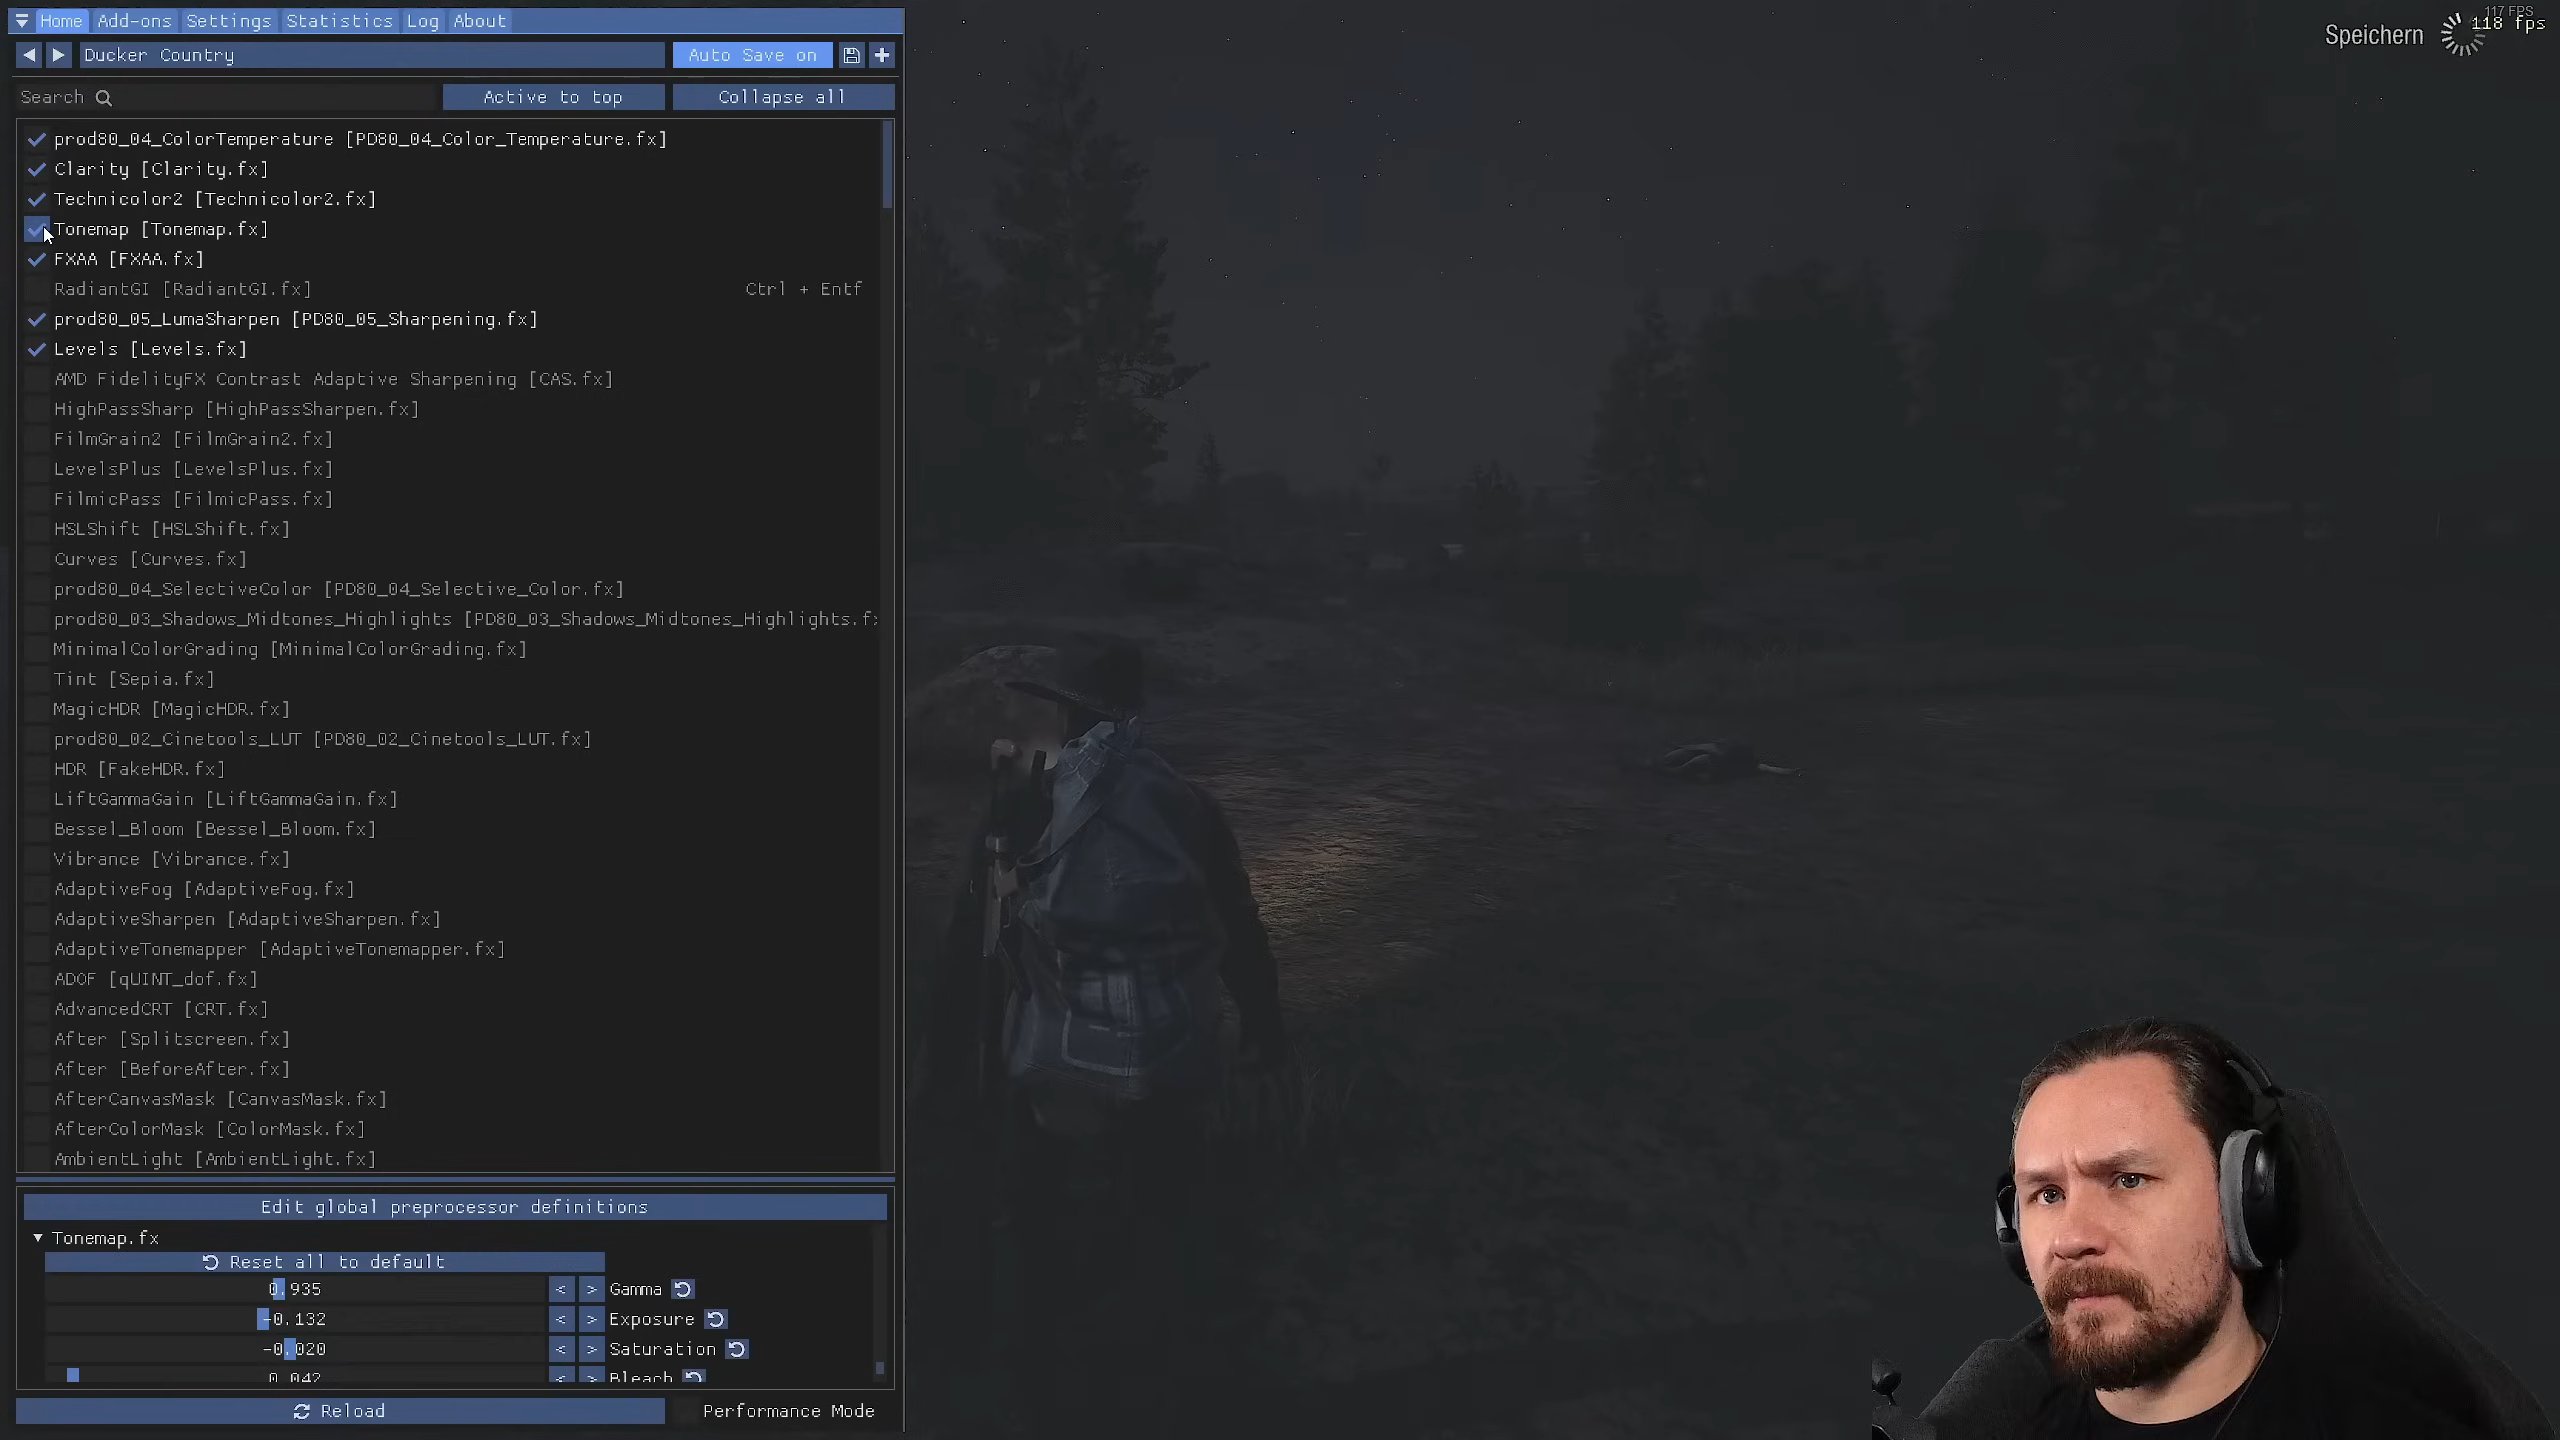 Home Add-ons Settings Statistics Log About
Ducker Country Auto Save on
Search Active to top Collapse all
prod80_04_ColorTemperature [PD80_04_Color_Temperature.fx]
Clarity [Clarity.fx]
Technicolor2 [Technicolor2.fx]
Tonemap [Tonemap.fx]
FXAA [FXAA.fx]
RadiantGI [RadiantGI.fx] Ctrl + Entf
prod80_05_LumaSharpen [PD80_05_Sharpening.fx]
Levels [Levels.fx]
AMD FidelityFX Contrast Adaptive Sharpening [CAS.fx]
HighPassSharp [HighPassSharpen.fx]
FilmGrain2 [FilmGrain2.fx]
LevelsPlus [LevelsPlus.fx]
FilmicPass [FilmicPass.fx]
HSLShift [HSLShift.fx]
Curves [Curves.fx]
prod80_04_SelectiveColor [PD80_04_Selective_Color.fx]
prod80_03_Shadows_Midtones_Highlights [PD80_03_Shadows_Midtones_Highlights.f
MinimalColorGrading [MinimalColorGrading.fx]
Tint [Sepia.fx]
MagicHDR [MagicHDR.fx]
prod80_02_Cinetools_LUT [PD80_02_Cinetools_LUT.fx]
HDR [FakeHDR.fx]
LiftGammaGain [LiftGammaGain.fx]
Bessel_Bloom [Bessel_Bloom.fx]
Vibrance [Vibrance.fx]
AdaptiveFog [AdaptiveFog.fx]
AdaptiveSharpen [AdaptiveSharpen.fx]
AdaptiveTonemapper [AdaptiveTonemapper.fx]
ADOF [qUINT_dof.fx]
AdvancedCRT [CRT.fx]
After [Splitscreen.fx]
After [BeforeAfter.fx]
AfterCanvasMask [CanvasMask.fx]
AfterColorMask [ColorMask.fx]
AmbientLight [AmbientLight.fx]
Edit global preprocessor definitions
Tonemap.fx
Reset all to default
0.935 < > Gamma
-0.132 < > Exposure
-0.020 < > Saturation
0.042 < > Bleach
Reload Performance Mode
117 FPS
Speichern 118 fps